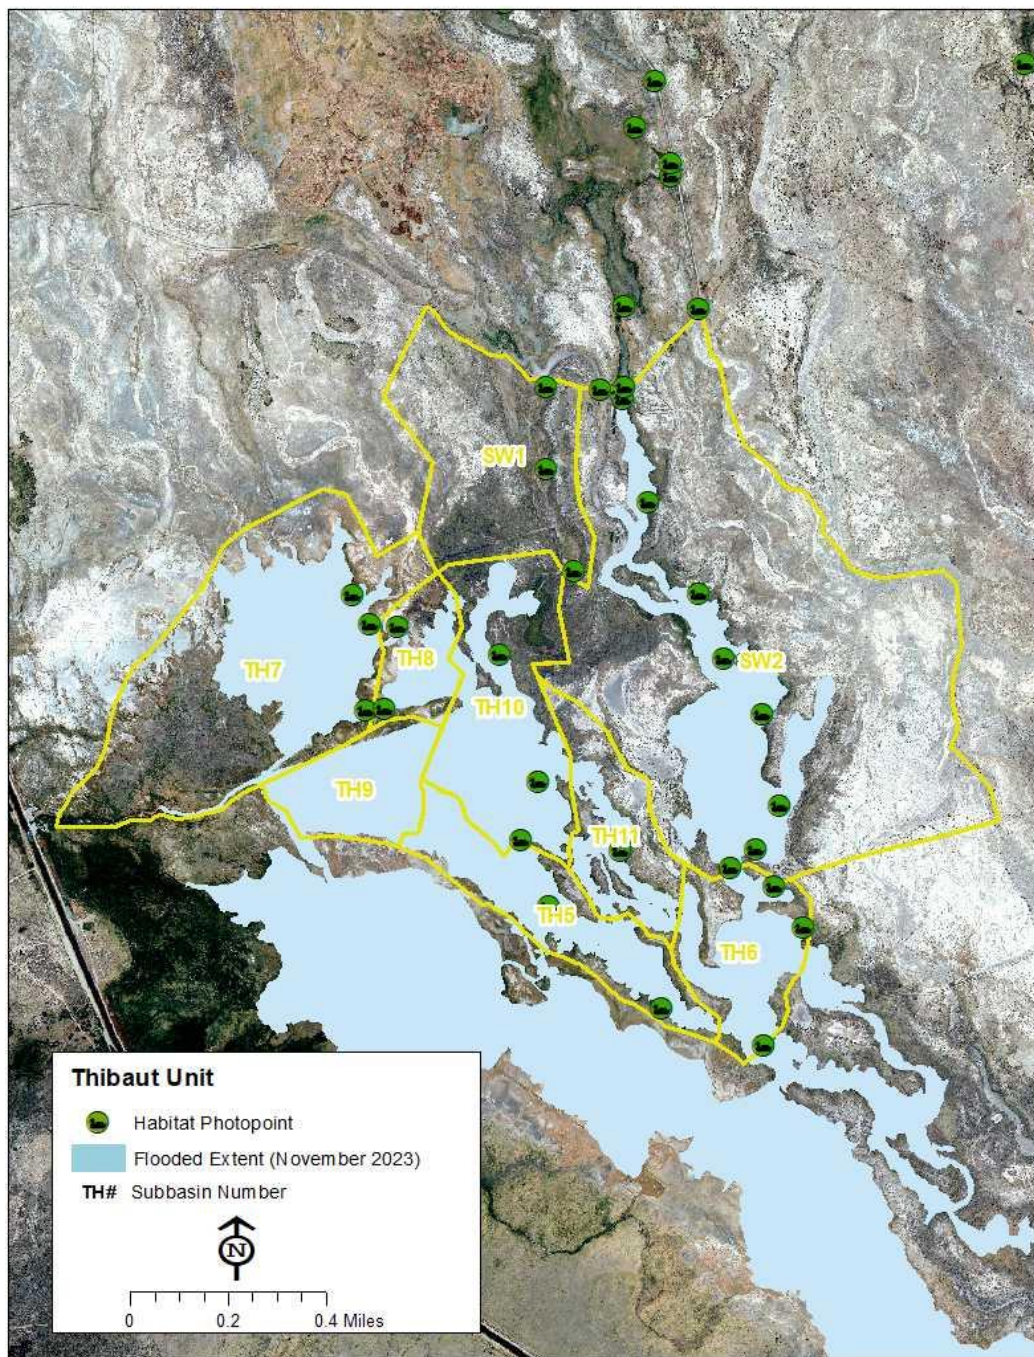 SW1
SW2
TH7
TH8
TH10
TH9
TH11
TH5
TH6
Thibaut Unit
Habitat Photopoint
Flooded Extent (November 2023)
TH# Subbasin Number
N
0 0.2 0.4 Miles